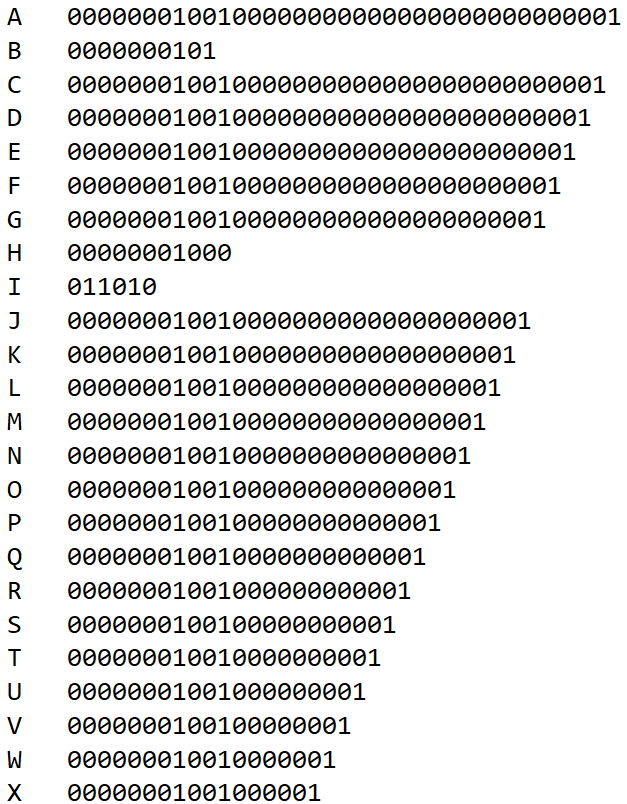 A 0000000100100000000000000000000000001
B 0000000101
C 000000010010000000000000000000000001
D 00000001001000000000000000000000001
E 0000000100100000000000000000000001
F 000000010010000000000000000000001
G 00000001001000000000000000000001
H 00000001000
I 011010
J 0000000100100000000000000000001
K 000000010010000000000000000001
L 00000001001000000000000000001
M 0000000100100000000000000001
N 000000010010000000000000001
O 00000001001000000000000001
P 0000000100100000000000001
Q 000000010010000000000001
R 00000001001000000000001
S 0000000100100000000001
T 000000010010000000001
U 00000001001000000001
V 0000000100100000001
W 000000010010000001
X 00000001001000001